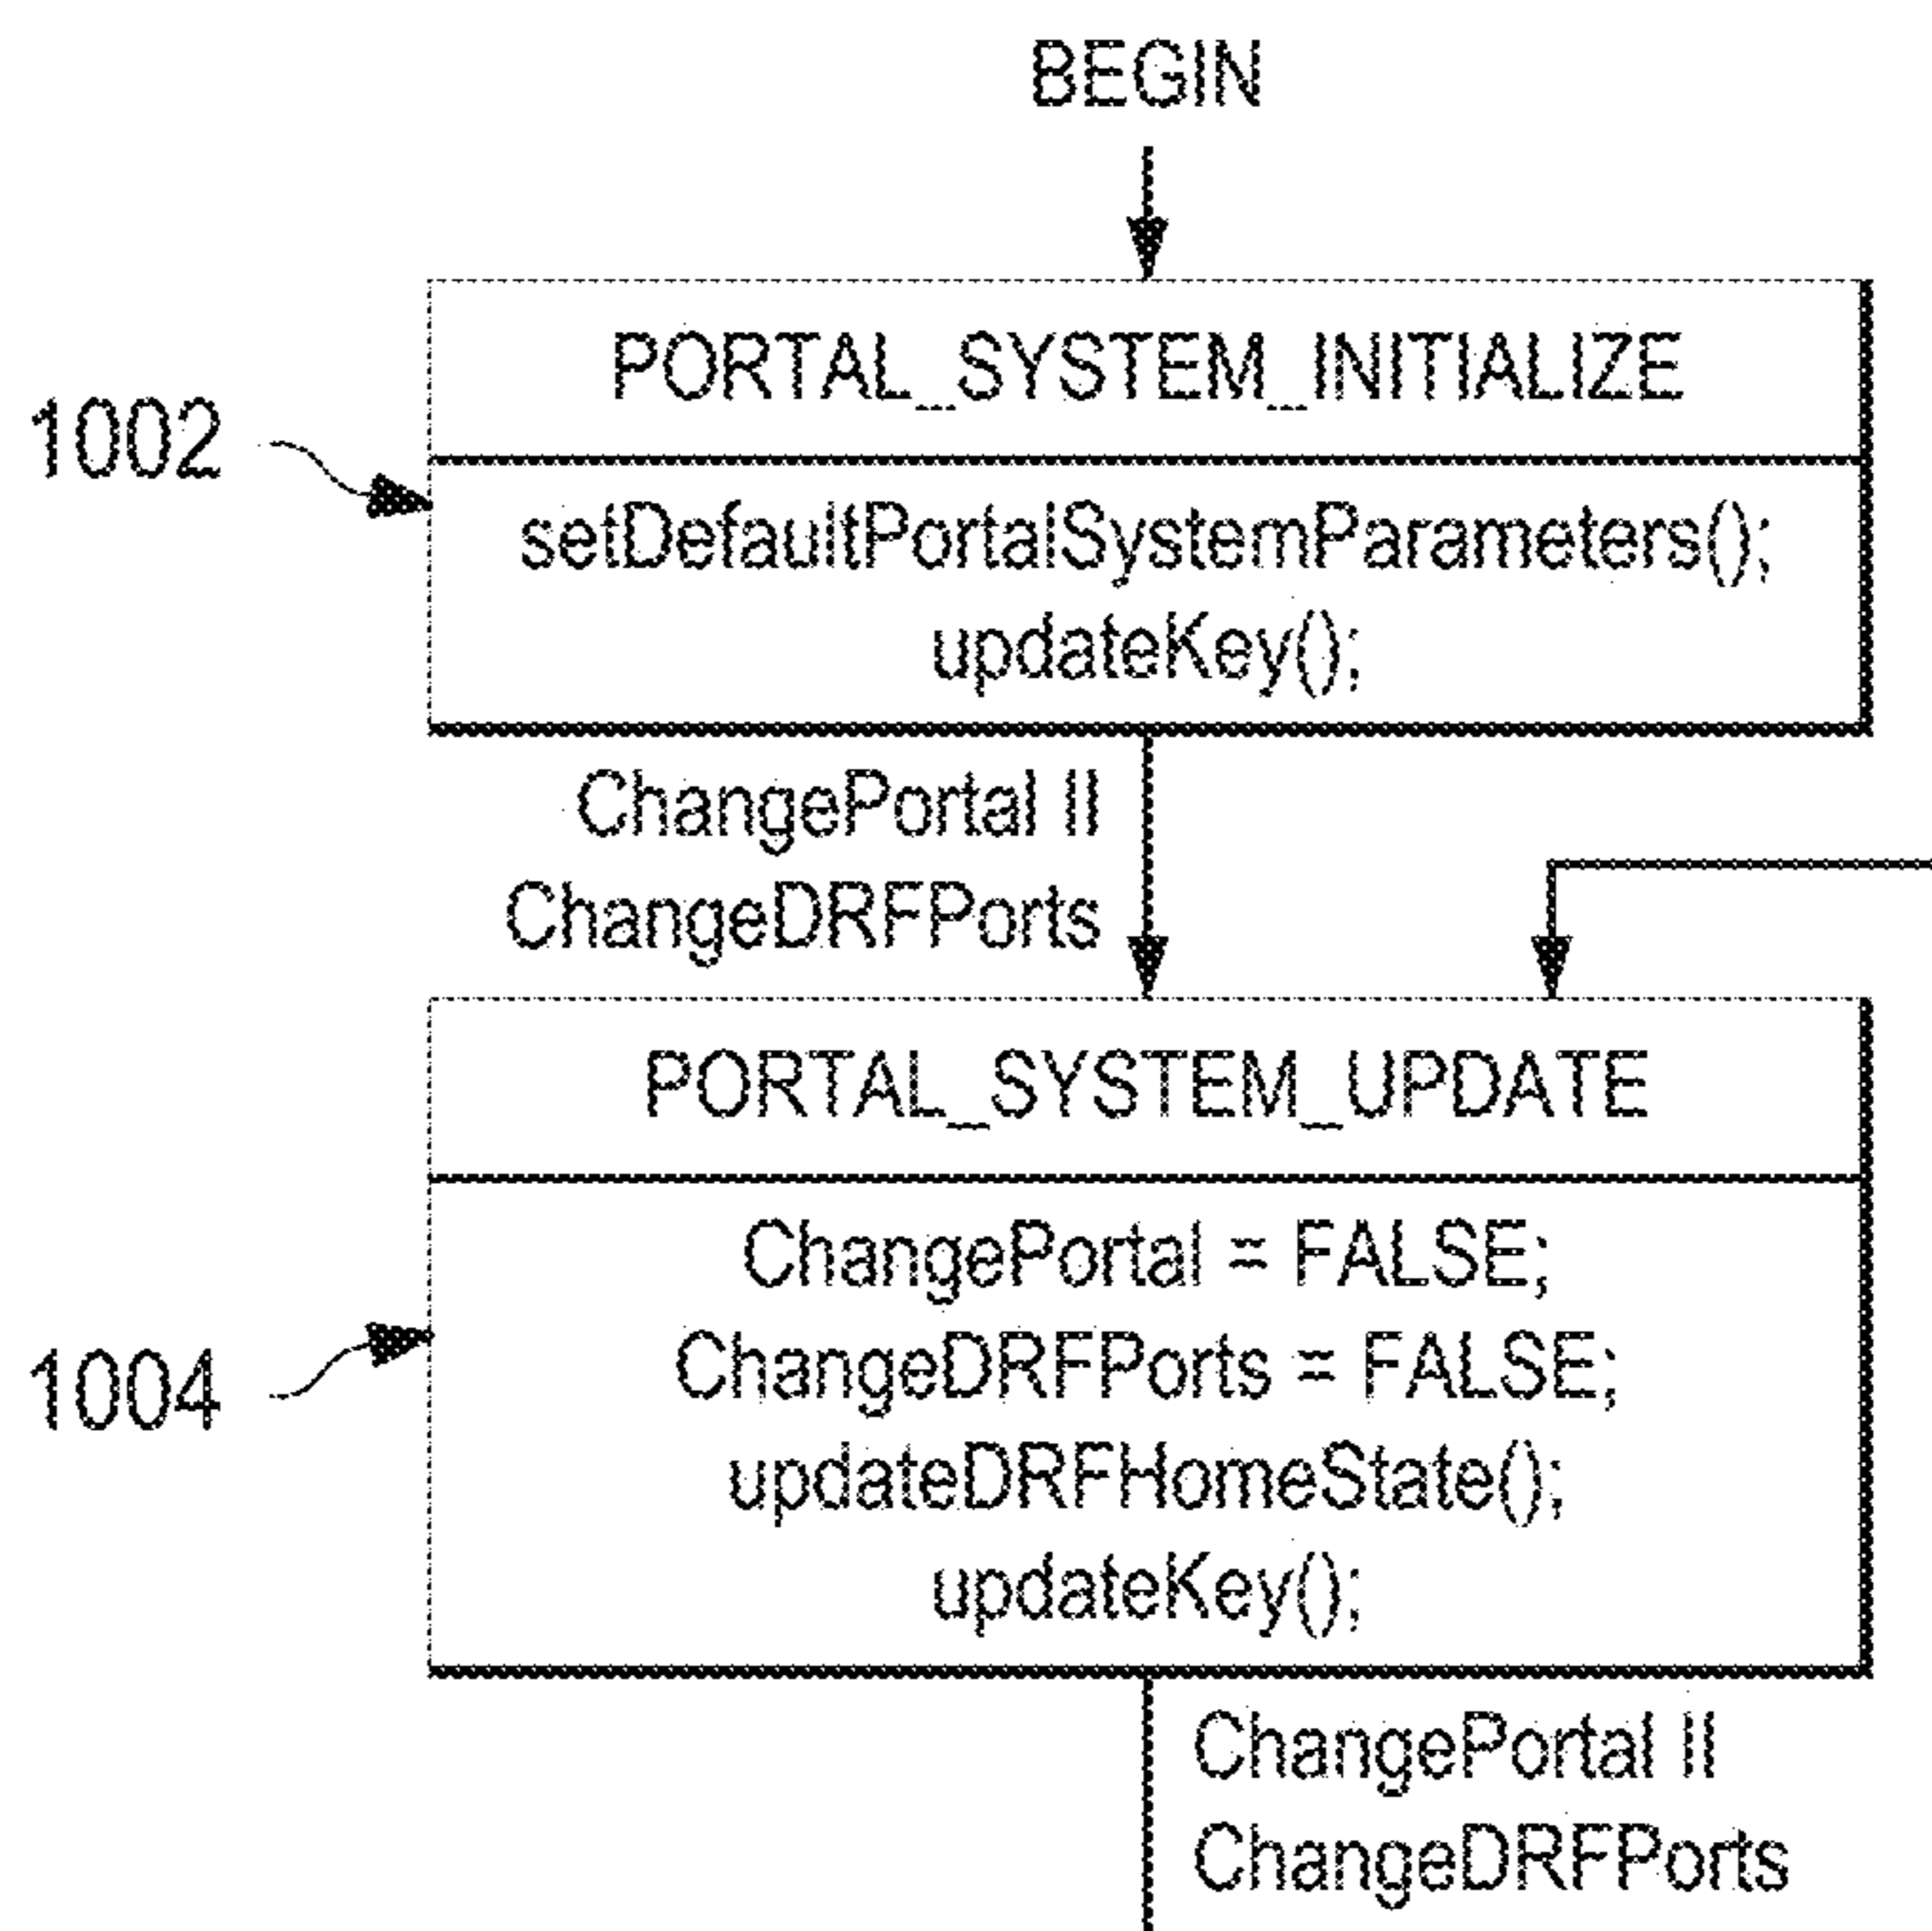 BEGIN
PORTAL_SYSTEM_INITIALIZE
1002
setDefaultPortalSystemParameters();
updateKey();
ChangePortal ||
ChangeDRFPorts
PORTAL_SYSTEM_UPDATE
ChangePortal = FALSE;
ChangeDRFPorts = FALSE;
1004
updateDRFHomeState();
updateKey();
ChangePortal ||
ChangeDRFPorts